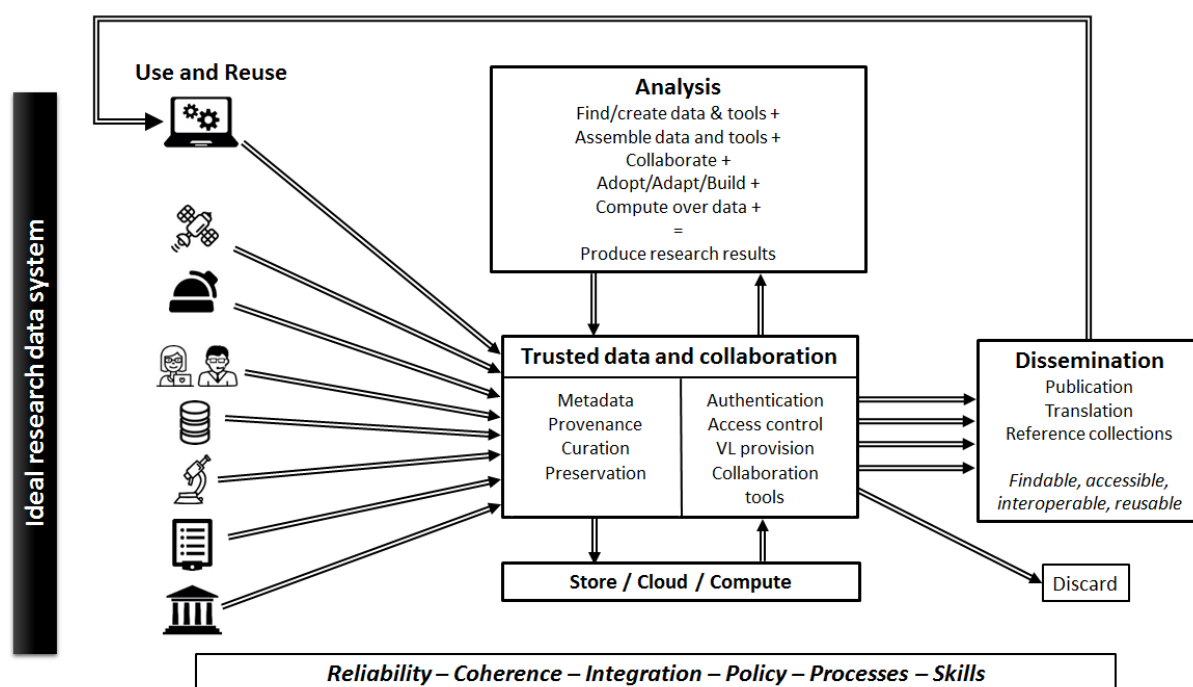 Ideal research data system
Use and Reuse
Analysis
Find/create data & tools +
Assemble data and tools +
Collaborate +
Adopt/Adapt/Build +
Compute over data +
=
Produce research results
Trusted data and collaboration
Metadada
Provenance
Curation
Preservation
Authentication
Access control
VL provision
Collaboration
tools
Store / Cloud / Compute
Dissemination
Publication
Translation
Reference collections
Findable, accessible,
interoperable, reusable
Discard
Reliability – Coherence – Integration – Policy – Processes – Skills